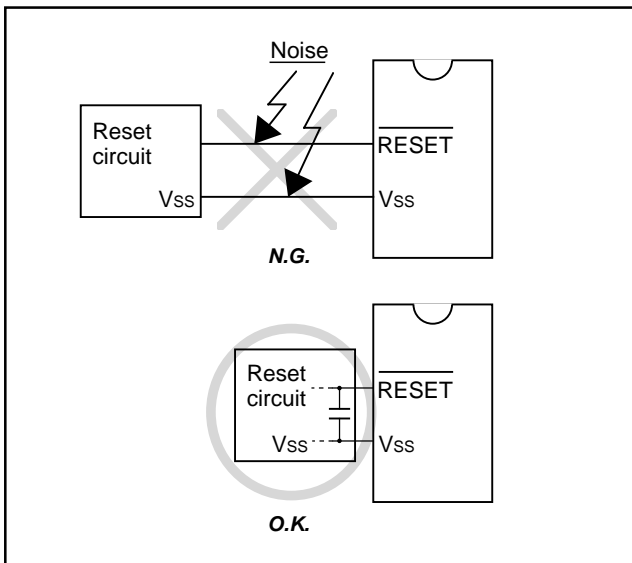 Noise
Reset
circuit
RESET
VSS
VSS
N.G.
Reset
circuit
RESET
VSS
VSS
O.K.